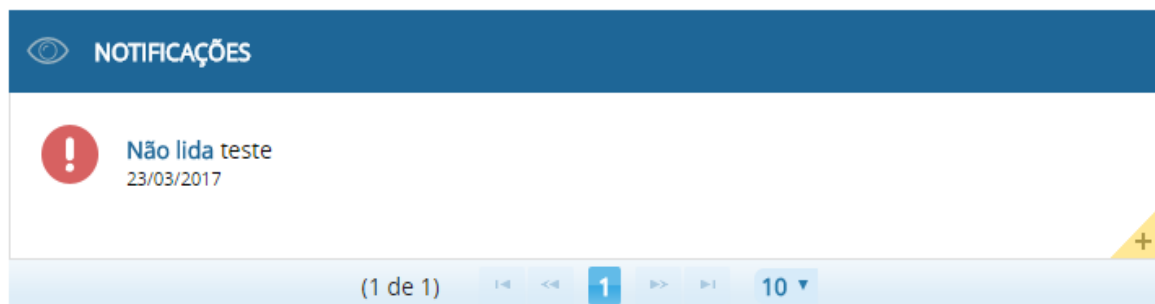 NOTIFICAÇÕES
Não lida teste
23/03/2017
(1 de 1) 1 10